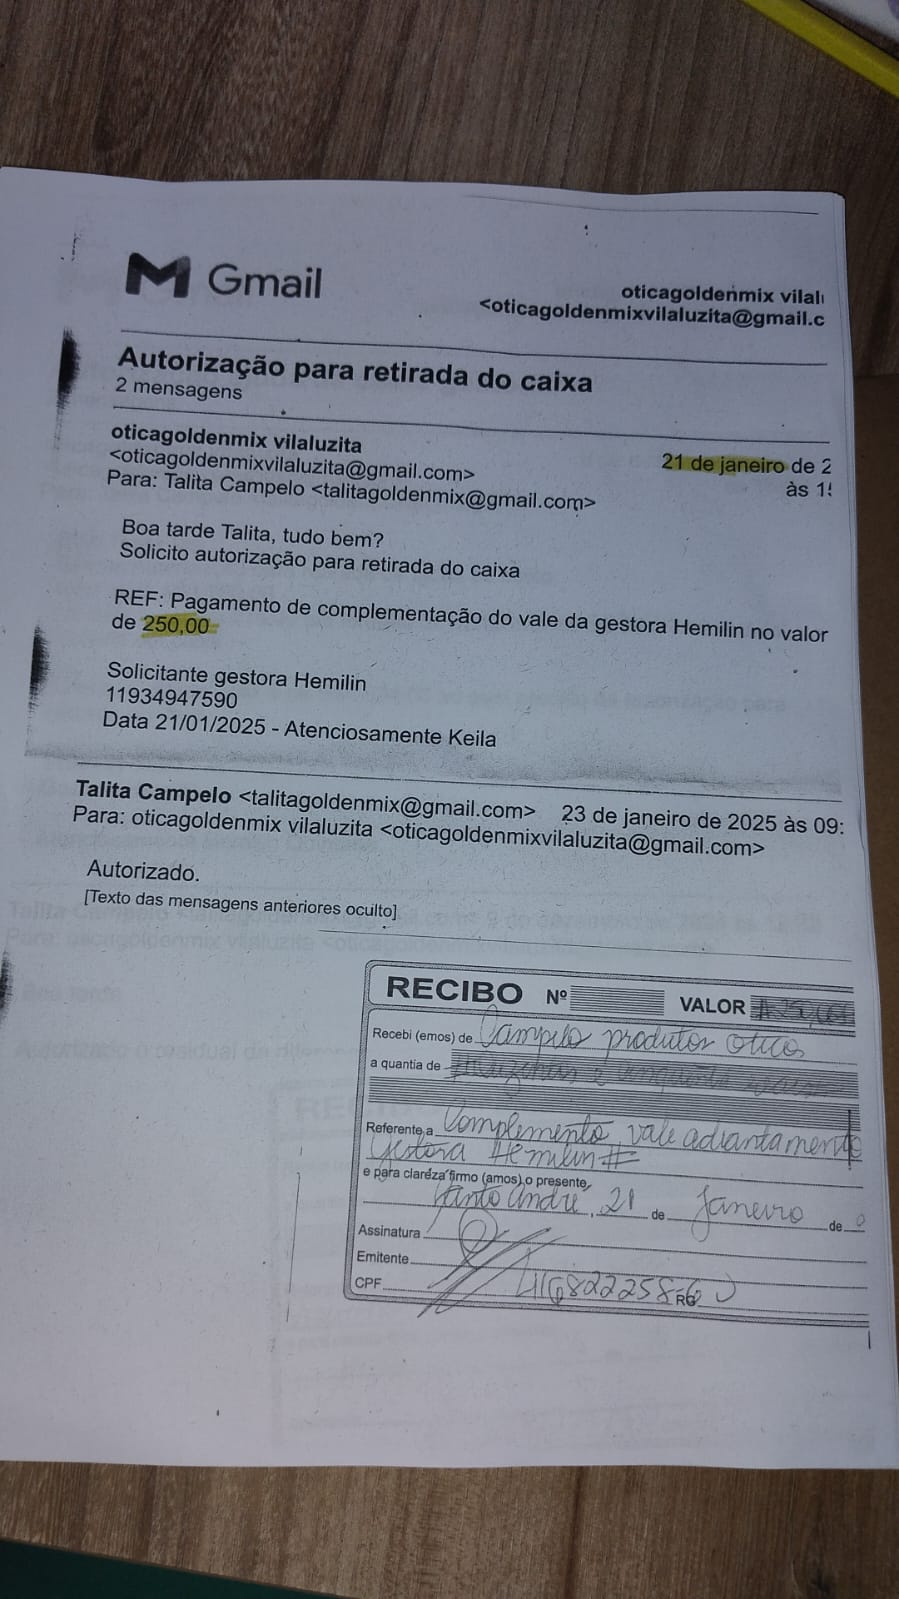 Gmail
oticagoldenmix vilal
<oticagoldenmixvilaluzita@gmail.c
Autorização para retirada do caixa
2 mensagens
oticagoldenmix vilaluzita
<oticagoldenmixvilaluzita@gmail.com>
21 de janeiro de 2
às 1
Para: Talita Campelo <talitagoldenmix@gmail.com>
Boa tarde Talita, tudo bem?
Solicito autorização para retirada do caixa
REF: Pagamento de complementação do vale da gestora Hemilin no valor
de 250,00
Solicitante gestora Hemilin
11934947590
Data 21/01/2025 - Atenciosamente Keila
Talita Campelo <talitagoldenmix@gmail.com> 23 de janeiro de 2025 às 09:
Para: oticagoldenmix vilaluzita <oticagoldenmixvilaluzita@gmail.com>
Autorizado.
[Texto das mensagens anteriores oculto]
RECIBO Nº VALOR
Recebi (emos) de Campelo produtos oticos
a quantia de
Referente a Complemento vale adiantamento
gestora Hemilin #
e para clareza firmo (amos) o presente
Santo André, 21 de Janeiro de
Assinatura
Emitente
CPF RG